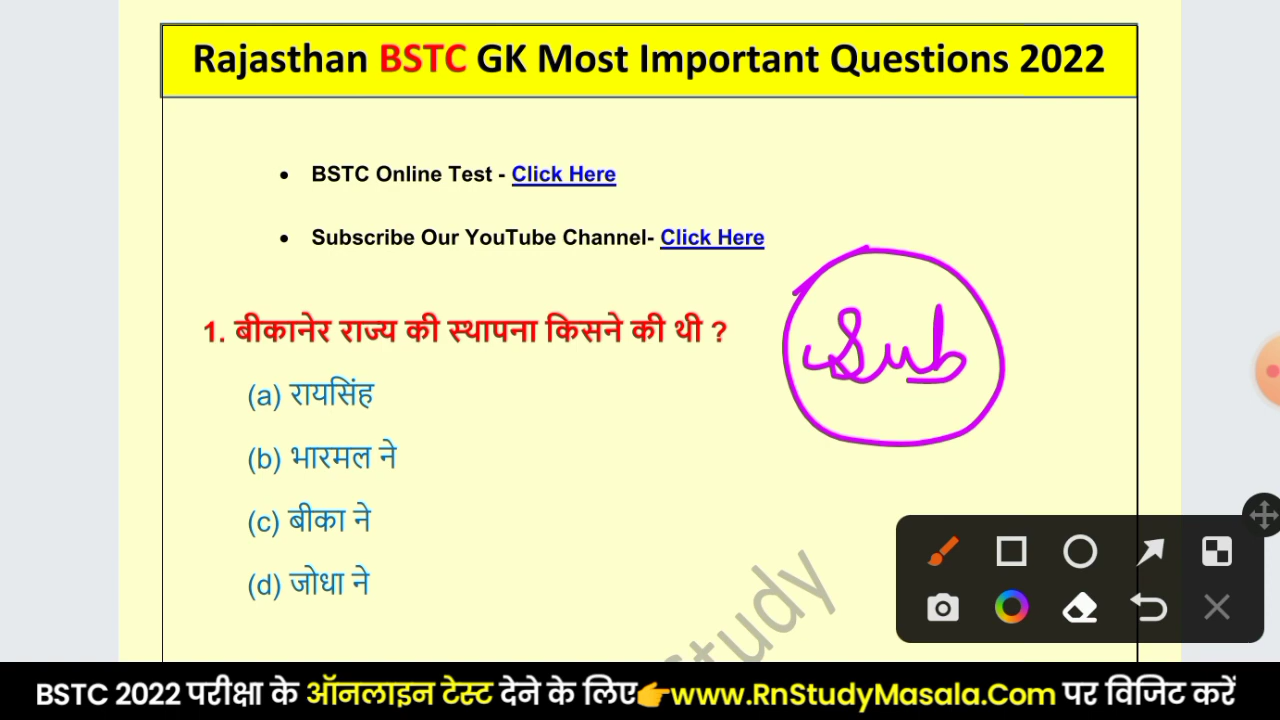 Rajasthan BSTC GK Most Important Questions 2022
• BSTC Online Test - Click Here
• Subscribe Our YouTube Channel- Click Here
Sub
1. बीकानेर राज्य की स्थापना किसने की थी ?
(a) रायसिंह
(b) भारमल ने
(c) बीका ने
(d) जोधा ने
Study
BSTC 2022 परीक्षा के ऑनलाइन टेस्ट देने के लिए👉www.RnStudyMasala.Com पर विजिट करें